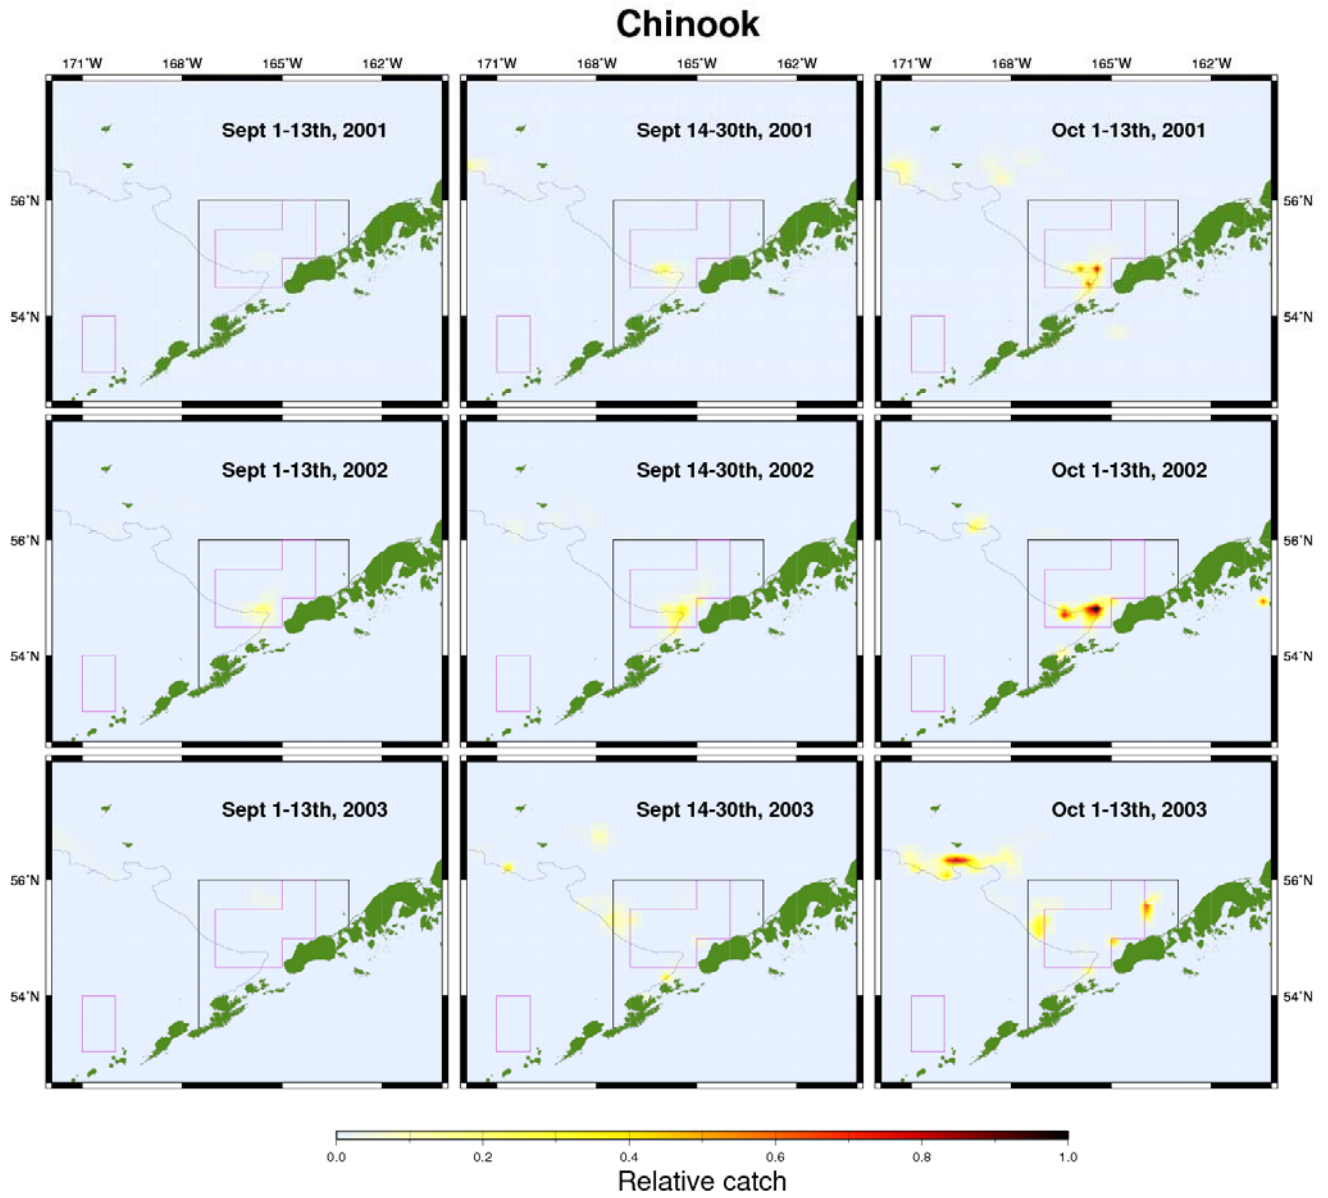 Chinook
171°W 168°W 165°W 162°W 171°W 168°W 165°W 162°W 171°W 168°W 165°W 162°W
Sept 1-13th, 2001 Sept 14-30th, 2001 Oct 1-13th, 2001
56°N 56°N
54°N 54°N
Sept 1-13th, 2002 Sept 14-30th, 2002 Oct 1-13th, 2002
56°N 56°N
54°N 54°N
Sept 1-13th, 2003 Sept 14-30th, 2003 Oct 1-13th, 2003
56°N 56°N
54°N 54°N
0.0 0.2 0.4 0.6 0.8 1.0
Relative catch